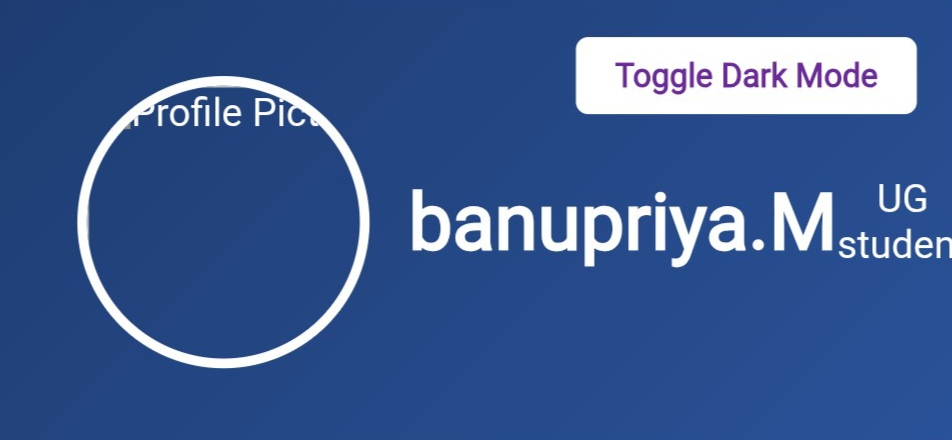 Toggle Dark Mode
Profile Pict
banupriya.M
UG
studen